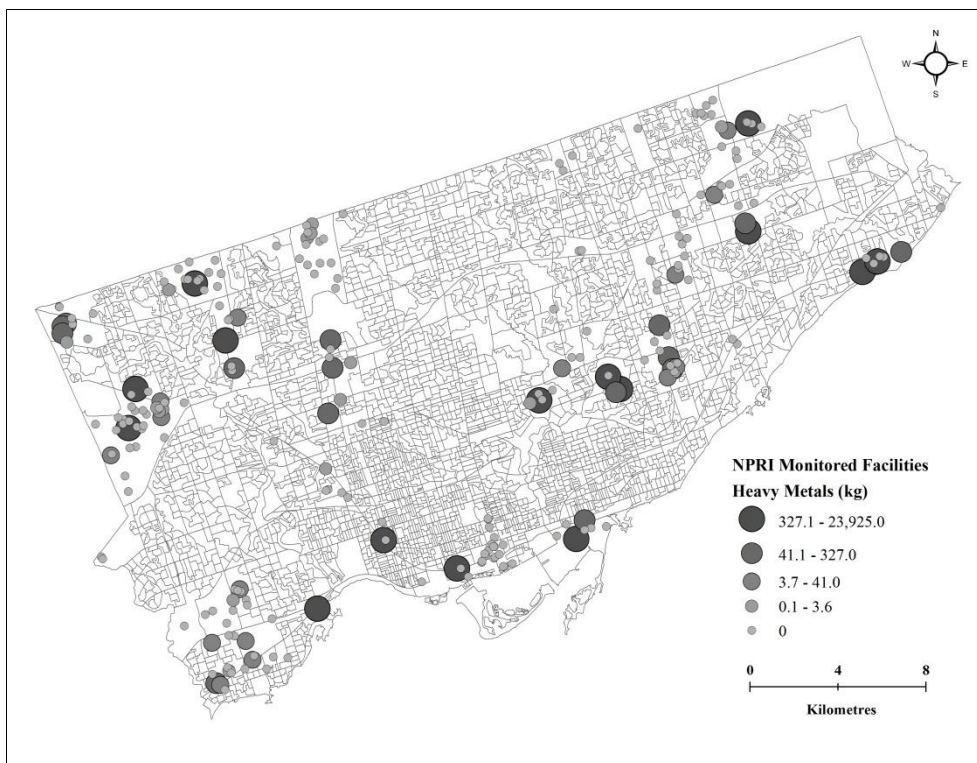 N
W E
S
NPRI Monitored Facilities
Heavy Metals (kg)
327.1 - 23,925.0
41.1 - 327.0
3.7 - 41.0
0.1 - 3.6
0
0 4 8
Kilometres